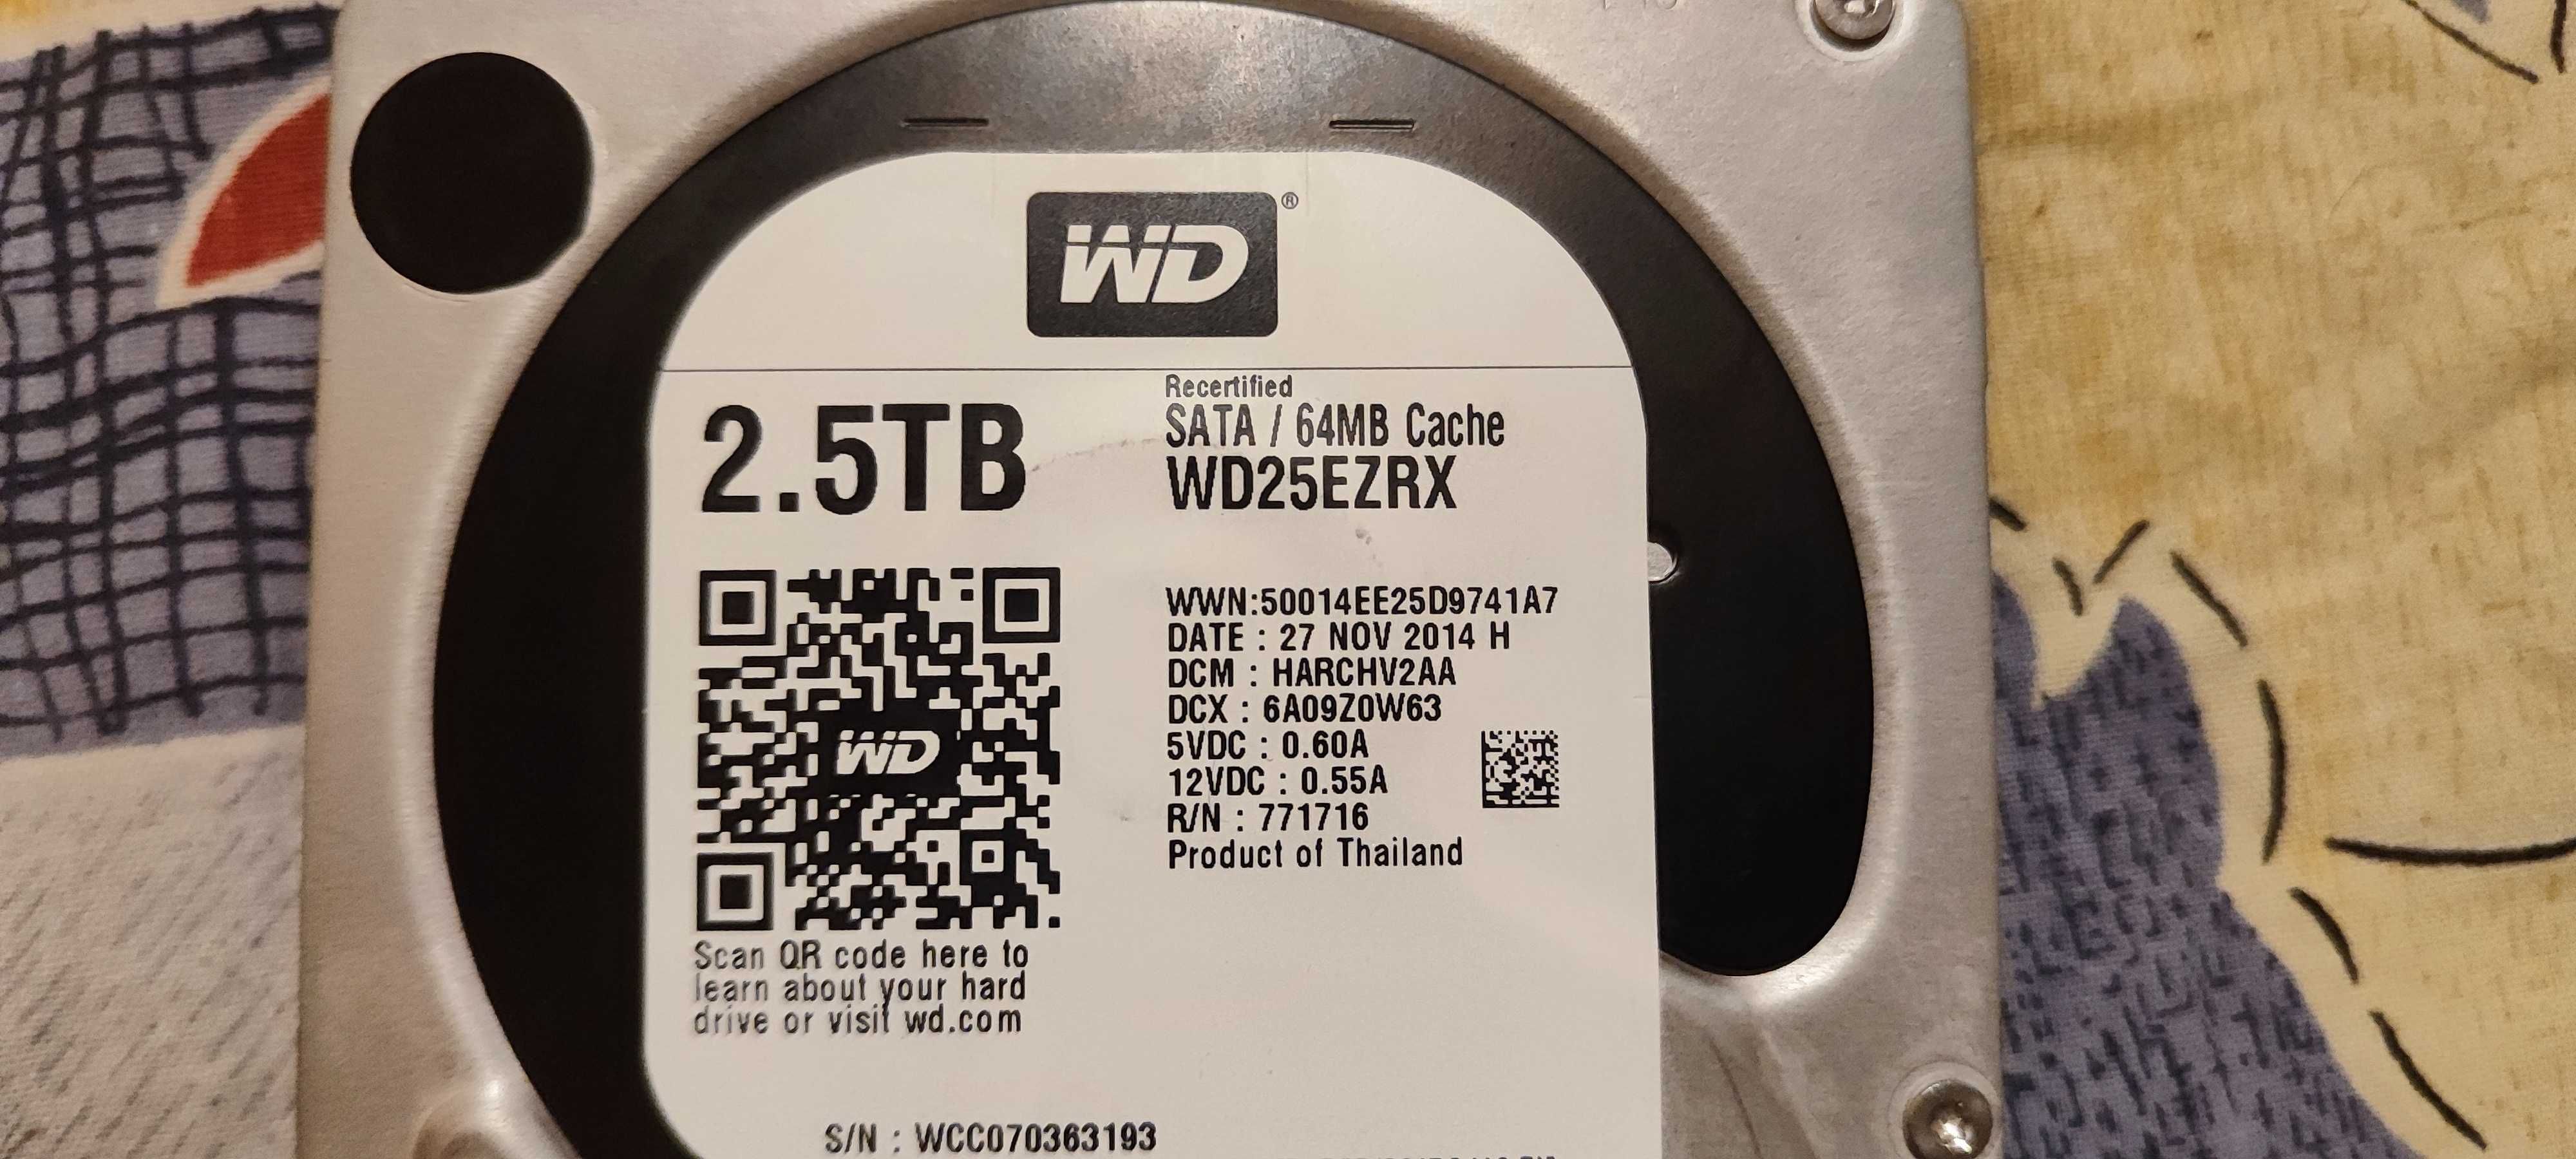 WD®
Recertified
2.5TB
SATA / 64MB Cache
WD25EZRX
WWN:50014EE25D9741A7
DATE : 27 NOV 2014 H
DCM : HARCHV2AA
DCX : 6A09Z0W63
5VDC : 0.60A
12VDC : 0.55A
R/N : 771716
Product of Thailand
WD
Scan QR code here to
learn about your hard
drive or visit wd.com
S/N : WCC070363193